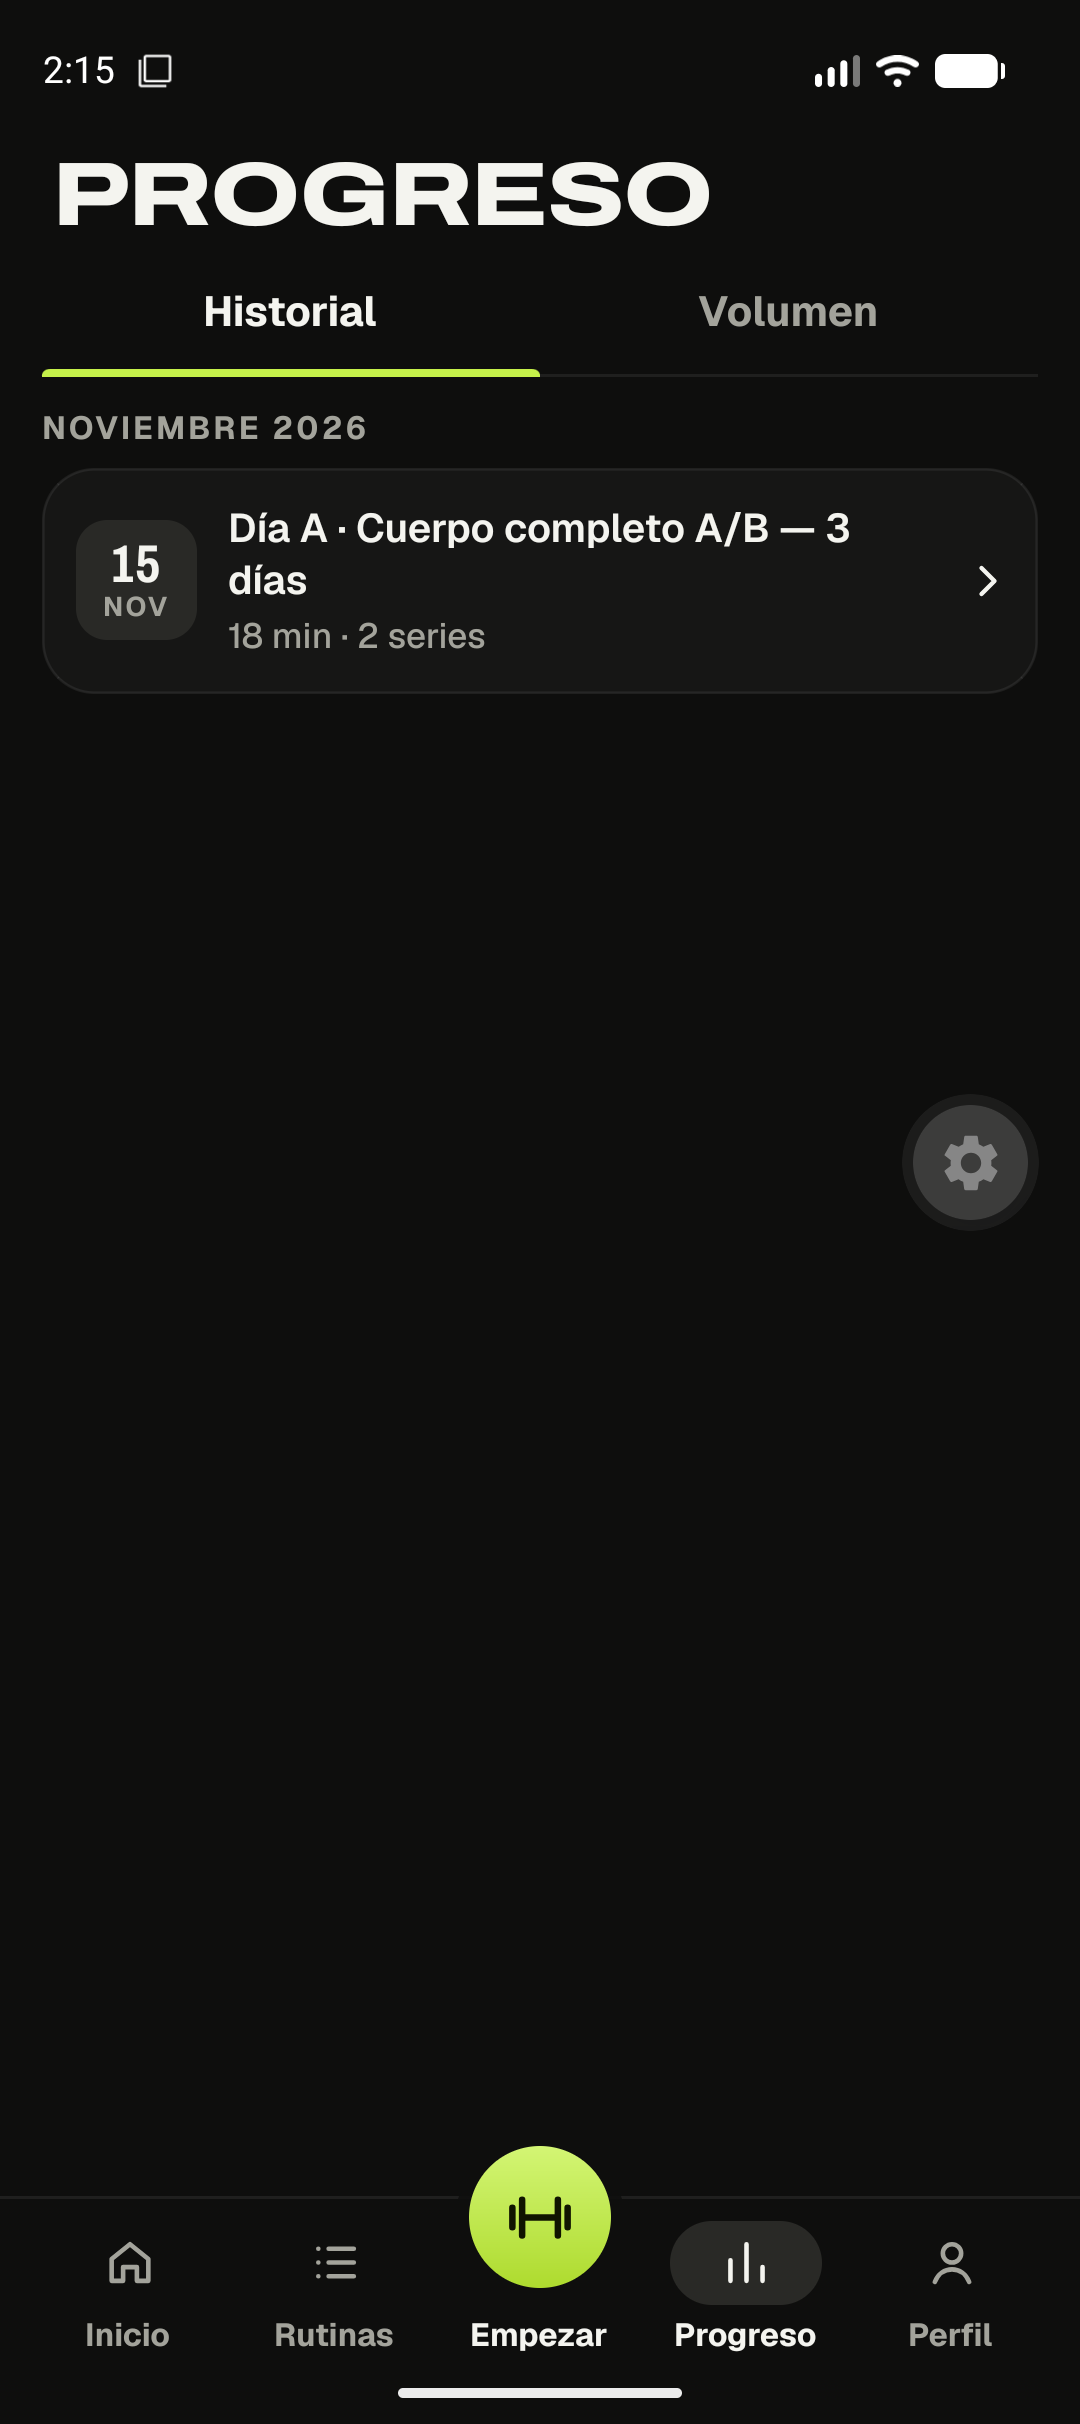 2:15
PROGRESO
Historial
Volumen
NOVIEMBRE 2026
15
NOV
Día A · Cuerpo completo A/B — 3
días
18 min · 2 series
Inicio
Rutinas
Empezar
Progreso
Perfil